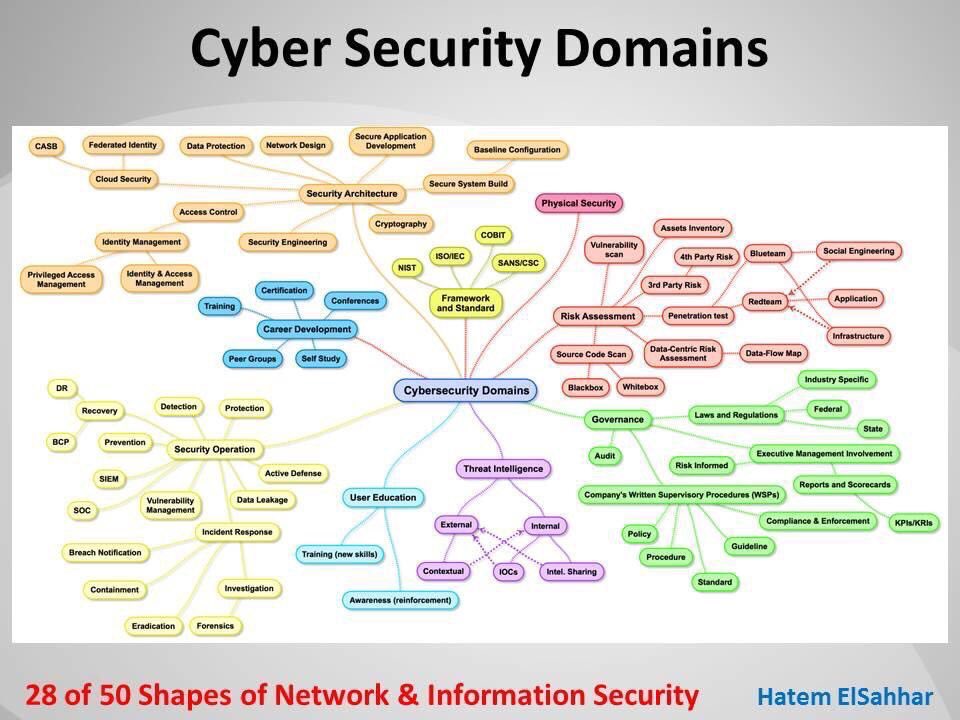 Cyber Security Domains
CASB
Federated Identity
Data Protection
Network Design
Secure Application
Development
Baseline Configuration
Cloud Security
Security Architecture
Secure System Build
Access Control
Cryptography
Identity Management
Security Engineering
Privileged Access
Management
Identity & Access
Management
Physical Security
COBIT
ISO/IEC
NIST
SANS/CSC
Framework
and Standard
Certification
Training
Conferences
Career Development
Peer Groups
Self Study
Assets Inventory
Vulnerability
scan
4th Party Risk
Blueteam
Social Engineering
3rd Party Risk
Redteam
Application
Risk Assessment
Penetration test
Infrastructure
Source Code Scan
Data-Centric Risk
Assessment
Data-Flow Map
Blackbox
Whitebox
Cybersecurity Domains
DR
Recovery
Detection
Protection
BCP
Prevention
Security Operation
SIEM
Active Defense
SOC
Vulnerability
Management
Data Leakage
Incident Response
Breach Notification
Containment
Investigation
Eradication
Forensics
User Education
Training (new skills)
Awareness (reinforcement)
Threat Intelligence
External
Internal
Contextual
IOCs
Intel. Sharing
Industry Specific
Governance
Laws and Regulations
Federal
State
Audit
Risk Informed
Executive Management Involvement
Reports and Scorecards
Company's Written Supervisory Procedures (WSPs)
KPIs/KRIs
Compliance & Enforcement
Policy
Guideline
Procedure
Standard
28 of 50 Shapes of Network & Information Security
Hatem ElSahhar